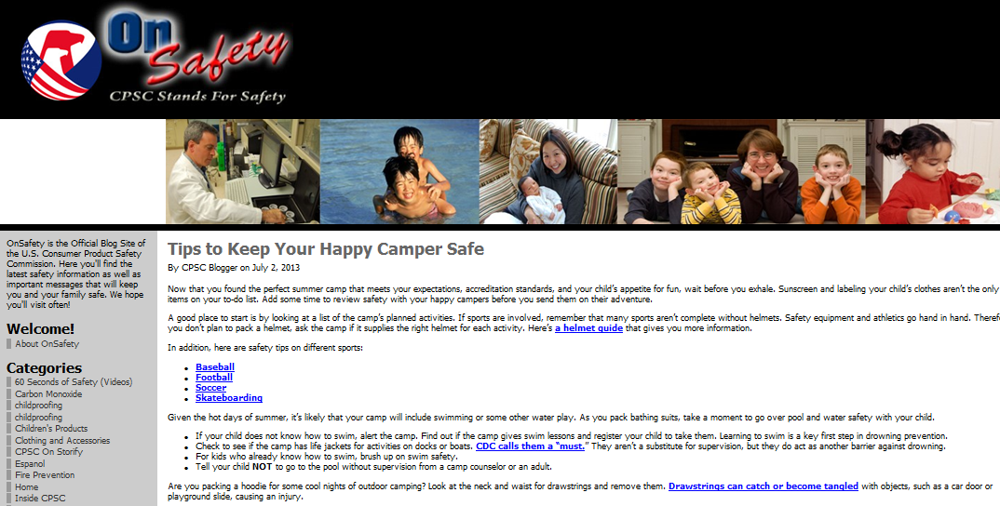 On
Safety
CPSC Stands For Safety
OnSafety is the Official Blog Site of
the U.S. Consumer Product Safety
Commission. Here you'll find the
latest safety information as well as
important messages that will keep
you and your family safe. We hope
you'll visit often!
Welcome!
About OnSafety
Categories
60 Seconds of Safety (Videos)
Carbon Monoxide
childproofing
childproofing
Children's Products
Clothing and Accessories
CPSC On Storify
Espanol
Fire Prevention
Home
Inside CPSC
Tips to Keep Your Happy Camper Safe
By CPSC Blogger on July 2, 2013
Now that you found the perfect summer camp that meets your expectations, accreditation standards, and your child's appetite for fun, wait before you exhale. Sunscreen and labeling your child's clothes aren't the only
items on your to-do list. Add some time to review safety with your happy campers before you send them on their adventure.
A good place to start is by looking at a list of the camp's planned activities. If sports are involved, remember that many sports aren't complete without helmets. Safety equipment and athletics go hand in hand. Theref
you don't plan to pack a helmet, ask the camp if it supplies the right helmet for each activity. Here's a helmet guide that gives you more information.
In addition, here are safety tips on different sports:
Baseball
Football
Soccer
Skateboarding
Given the hot days of summer, it's likely that your camp will include swimming or some other water play. As you pack bathing suits, take a moment to go over pool and water safety with your child.
If your child does not know how to swim, alert the camp. Find out if the camp gives swim lessons and register your child to take them. Learning to swim is a key first step in drowning prevention.
Check to see if the camp has life jackets for activities on docks or boats. CDC calls them a "must." They aren't a substitute for supervision, but they do act as another barrier against drowning.
For kids who already know how to swim, brush up on swim safety.
Tell your child NOT to go to the pool without supervision from a camp counselor or an adult.
Are you packing a hoodie for some cool nights of outdoor camping? Look at the neck and waist for drawstrings and remove them. Drawstrings can catch or become tangled with objects, such as a car door or
playground slide, causing an injury.